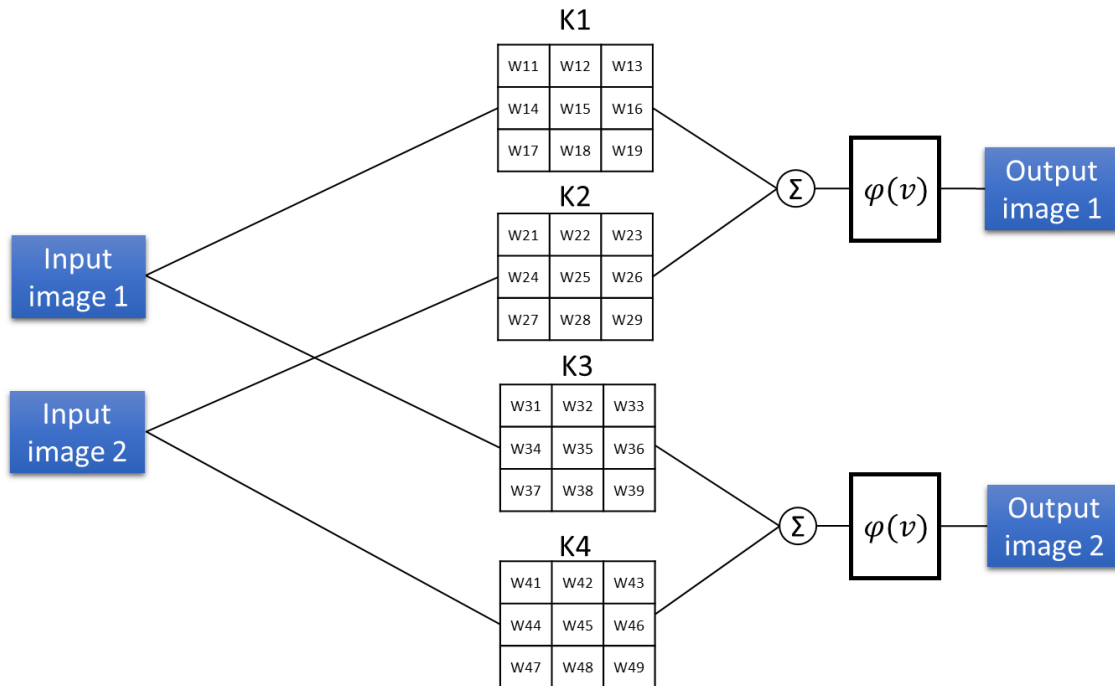 K1
W11 W12 W13
W14 W15 W16
W17 W18 W19
K2
W21 W22 W23
W24 W25 W26
W27 W28 W29
K3
W31 W32 W33
W34 W35 W36
W37 W38 W39
K4
W41 W42 W43
W44 W45 W46
W47 W48 W49
Input
image 1
Input
image 2
Σ
φ(v)
Output
image 1
Σ
φ(v)
Output
image 2